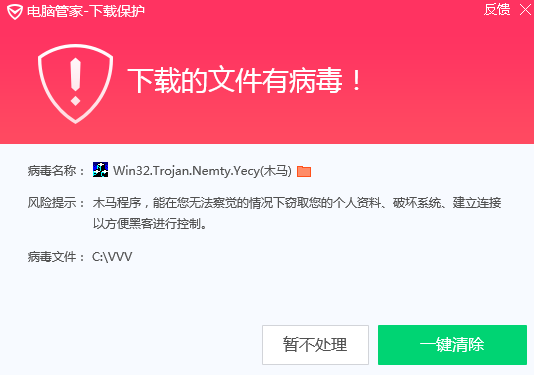 电脑管家-下载保护
反馈
下载的文件有病毒！
病毒名称： Win32.Trojan.Nemty.Yecy(木马)
风险提示： 木马程序，能在您无法察觉的情况下窃取您的个人资料、破坏系统、建立连接
以方便黑客进行控制。
病毒文件： C:\VVV
暂不处理
一键清除